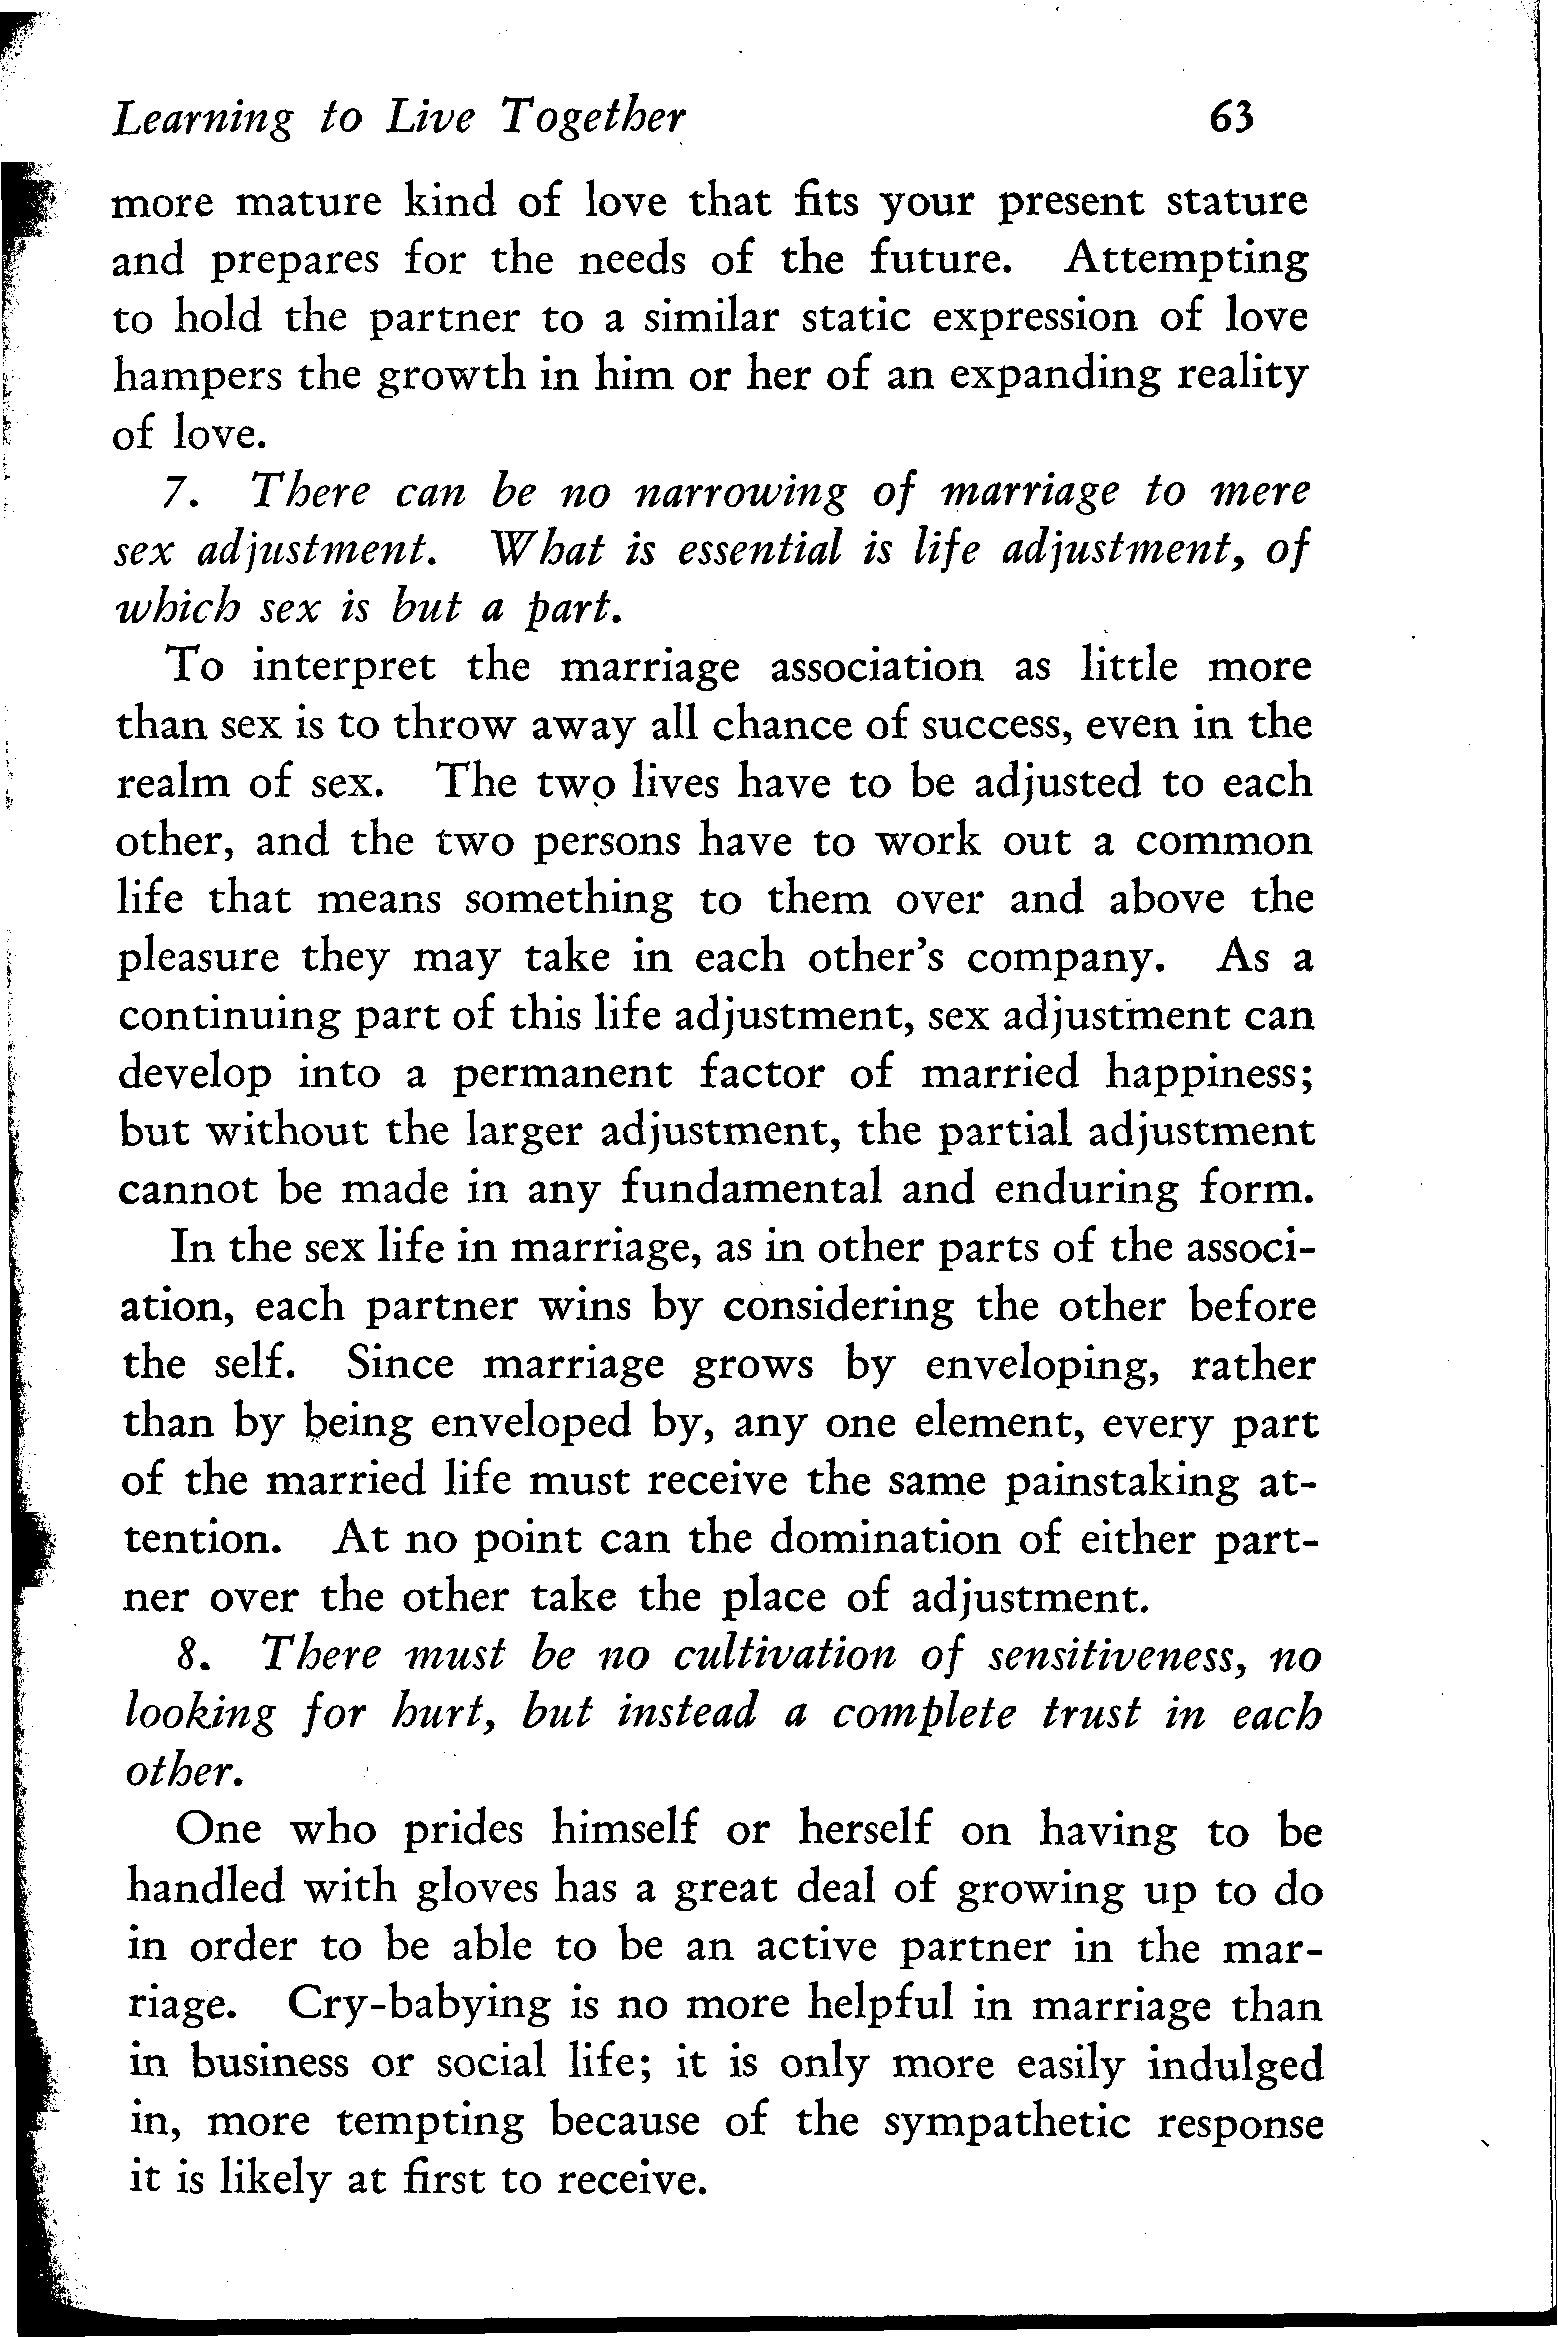 Learning to Live Together 63
more mature kind of love that fits your present stature
and prepares for the needs of the future. Attempting
to hold the partner to a similar static expression of love
hampers the growth in him or her of an expanding reality
of love.
7. There can be no narrowing of marriage to mere
sex adjustment. What is essential is life adjustment, of
which sex is but a part.
To interpret the marriage association as little more
than sex is to throw away all chance of success, even in the
realm of sex. The two lives have to be adjusted to each
other, and the two persons have to work out a common
life that means something to them over and above the
pleasure they may take in each other's company. As a
continuing part of this life adjustment, sex adjustment can
develop into a permanent factor of married happiness;
but without the larger adjustment, the partial adjustment
cannot be made in any fundamental and enduring form.
In the sex life in marriage, as in other parts of the associ-
ation, each partner wins by considering the other before
the self. Since marriage grows by enveloping, rather
than by being enveloped by, any one element, every part
of the married life must receive the same painstaking at-
tention. At no point can the domination of either part-
ner over the other take the place of adjustment.
8. There must be no cultivation of sensitiveness, no
looking for hurt, but instead a complete trust in each
other.
One who prides himself or herself on having to be
handled with gloves has a great deal of growing up to do
in order to be able to be an active partner in the mar-
riage. Cry-babying is no more helpful in marriage than
in business or social life; it is only more easily indulged
in, more tempting because of the sympathetic response
it is likely at first to receive.